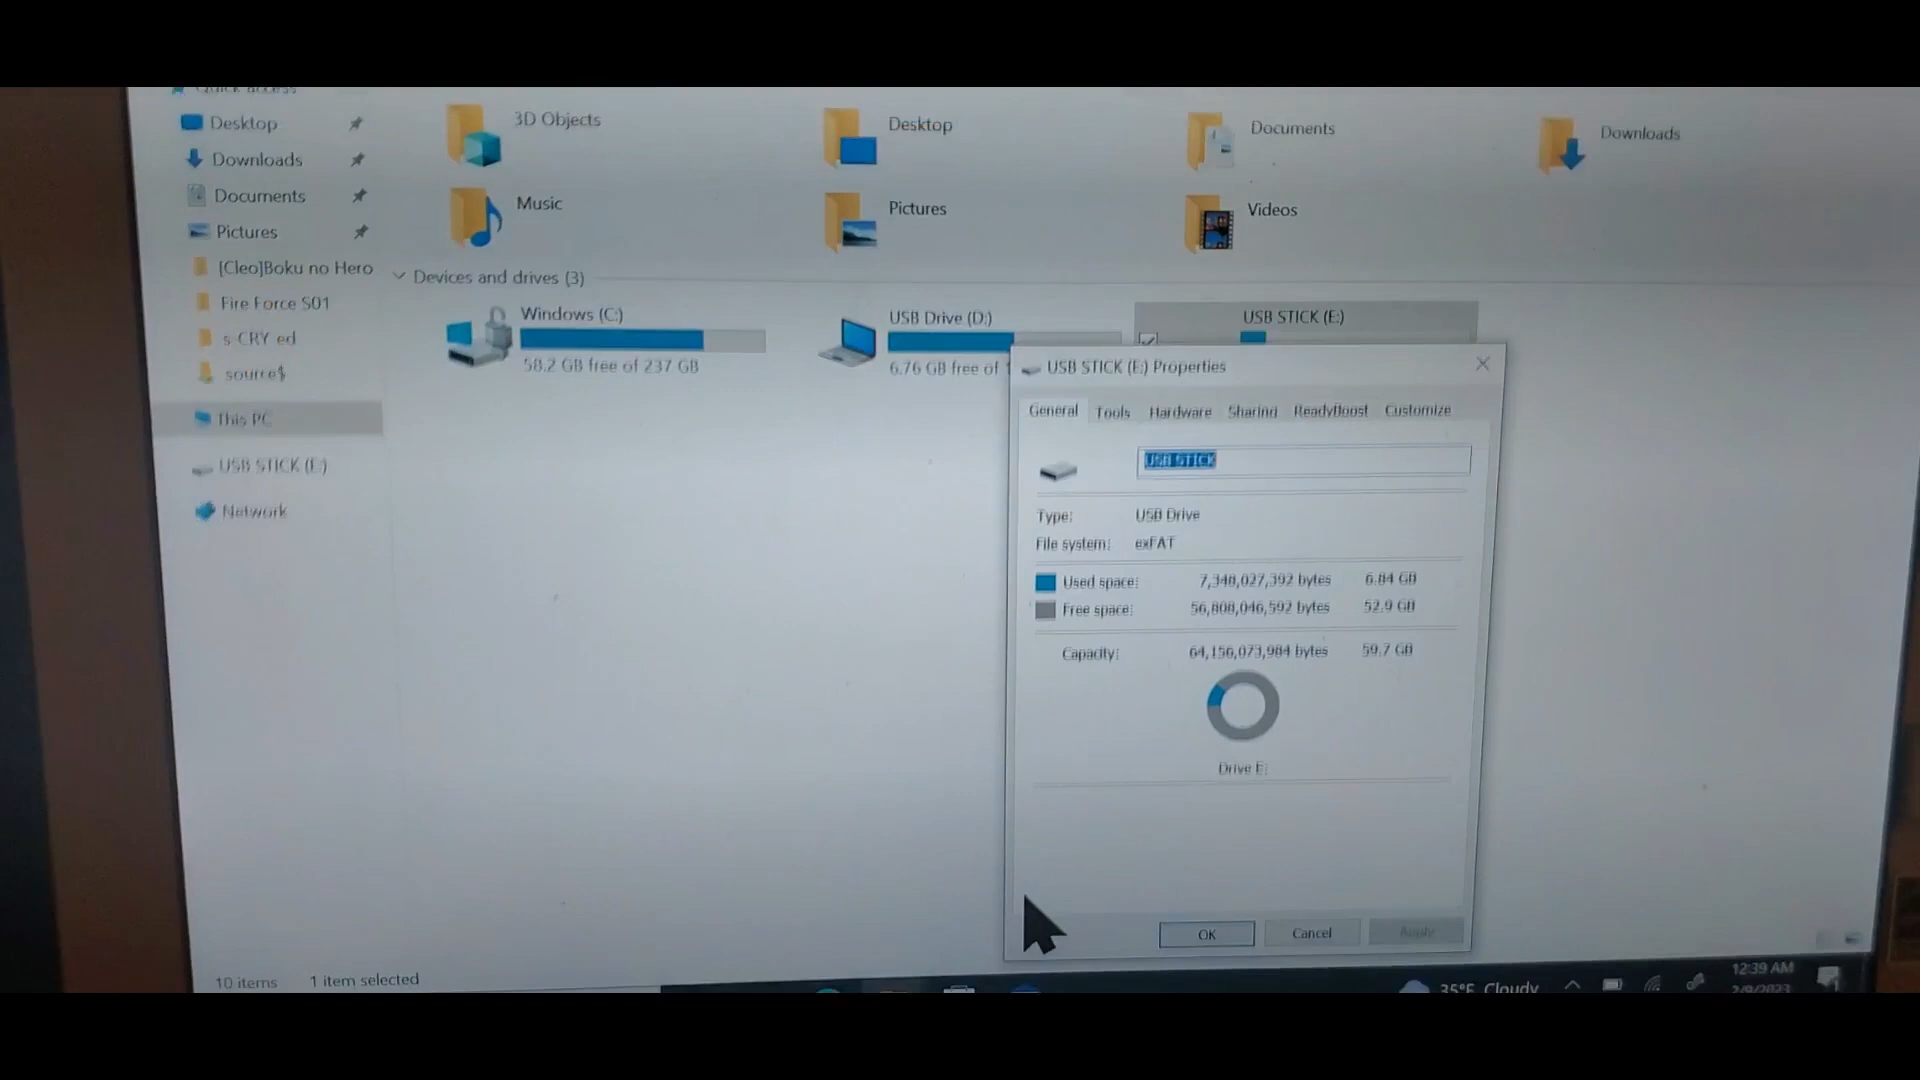 Quick access
Desktop
Downloads
Documents
Pictures
[Cleo]Boku no Hero
Fire Force S01
s-CRY-ed
source$
This PC
USB STICK (E:)
Network
3D Objects
Desktop
Documents
Downloads
Music
Pictures
Videos
Devices and drives (3)
Windows (C:)
58.2 GB free of 237 GB
USB Drive (D:)
6.76 GB free of
USB STICK (E:)
USB STICK (E:) Properties
General Tools Hardware Sharing ReadyBoost Customize
USB STICK
Type: USB Drive
File system: exFAT
Used space: 7,348,027,392 bytes 6.84 GB
Free space: 56,808,046,592 bytes 52.9 GB
Capacity: 64,156,073,984 bytes 59.7 GB
Drive E:
OK Cancel Apply
10 items 1 item selected
35°F Cloudy
12:39 AM
2/9/2023